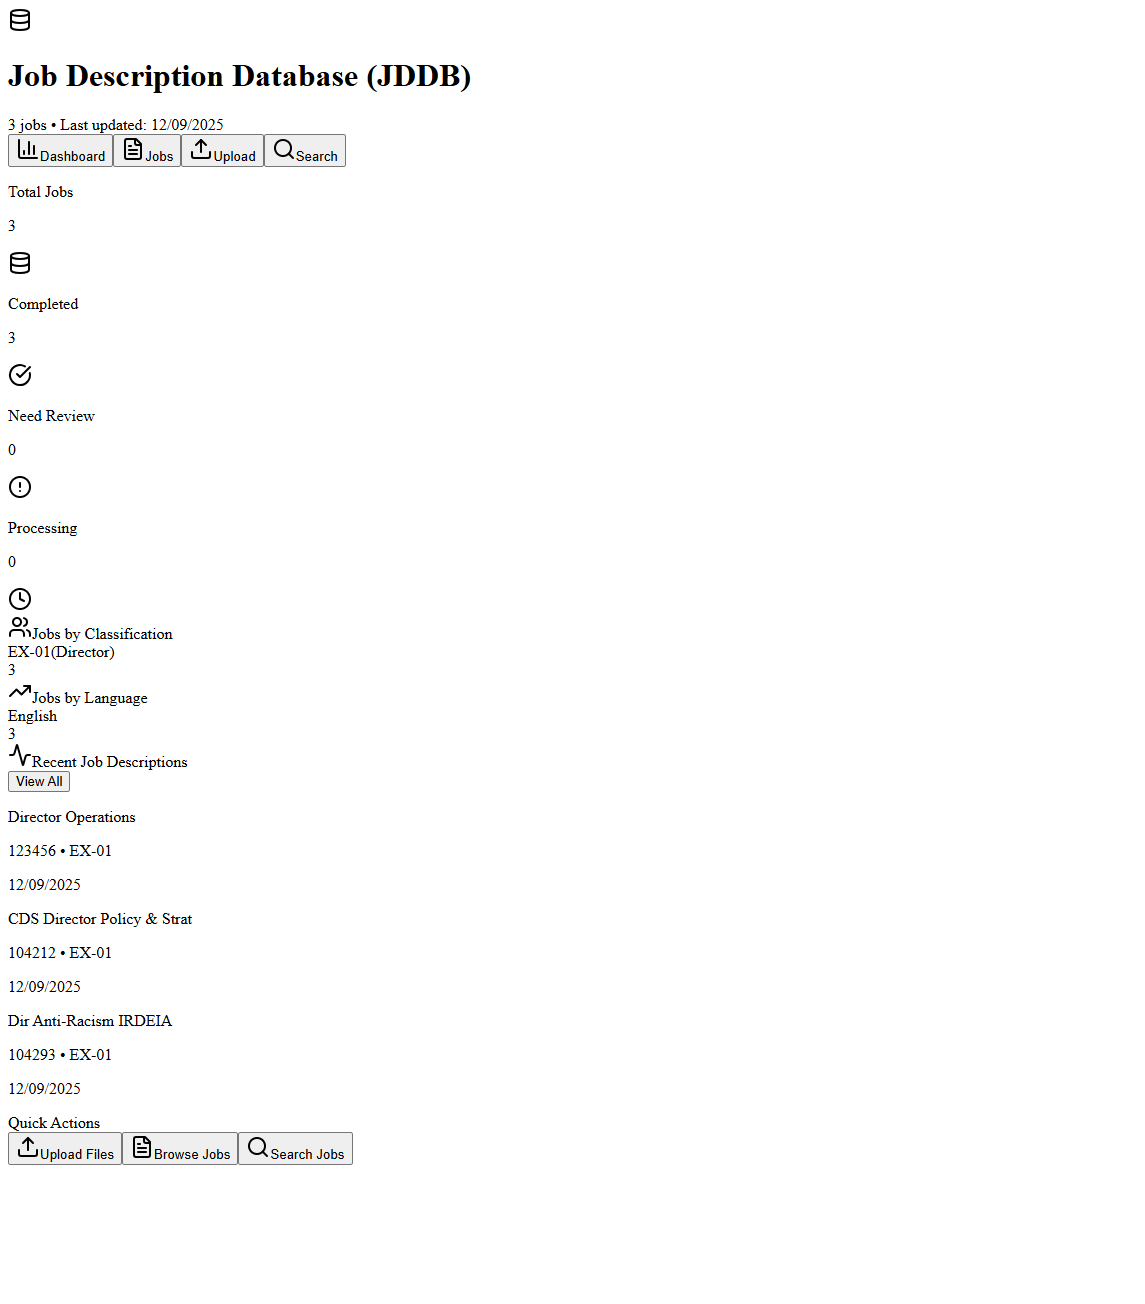 Job Description Database (JDDB)
3 jobs • Last updated: 12/09/2025
Dashboard Jobs Upload Search
Total Jobs
3
Completed
3
Need Review
0
Processing
0
Jobs by Classification
EX-01(Director)
3
Jobs by Language
English
3
Recent Job Descriptions
View All
Director Operations
123456 • EX-01
12/09/2025
CDS Director Policy & Strat
104212 • EX-01
12/09/2025
Dir Anti-Racism IRDEIA
104293 • EX-01
12/09/2025
Quick Actions
Upload Files Browse Jobs Search Jobs